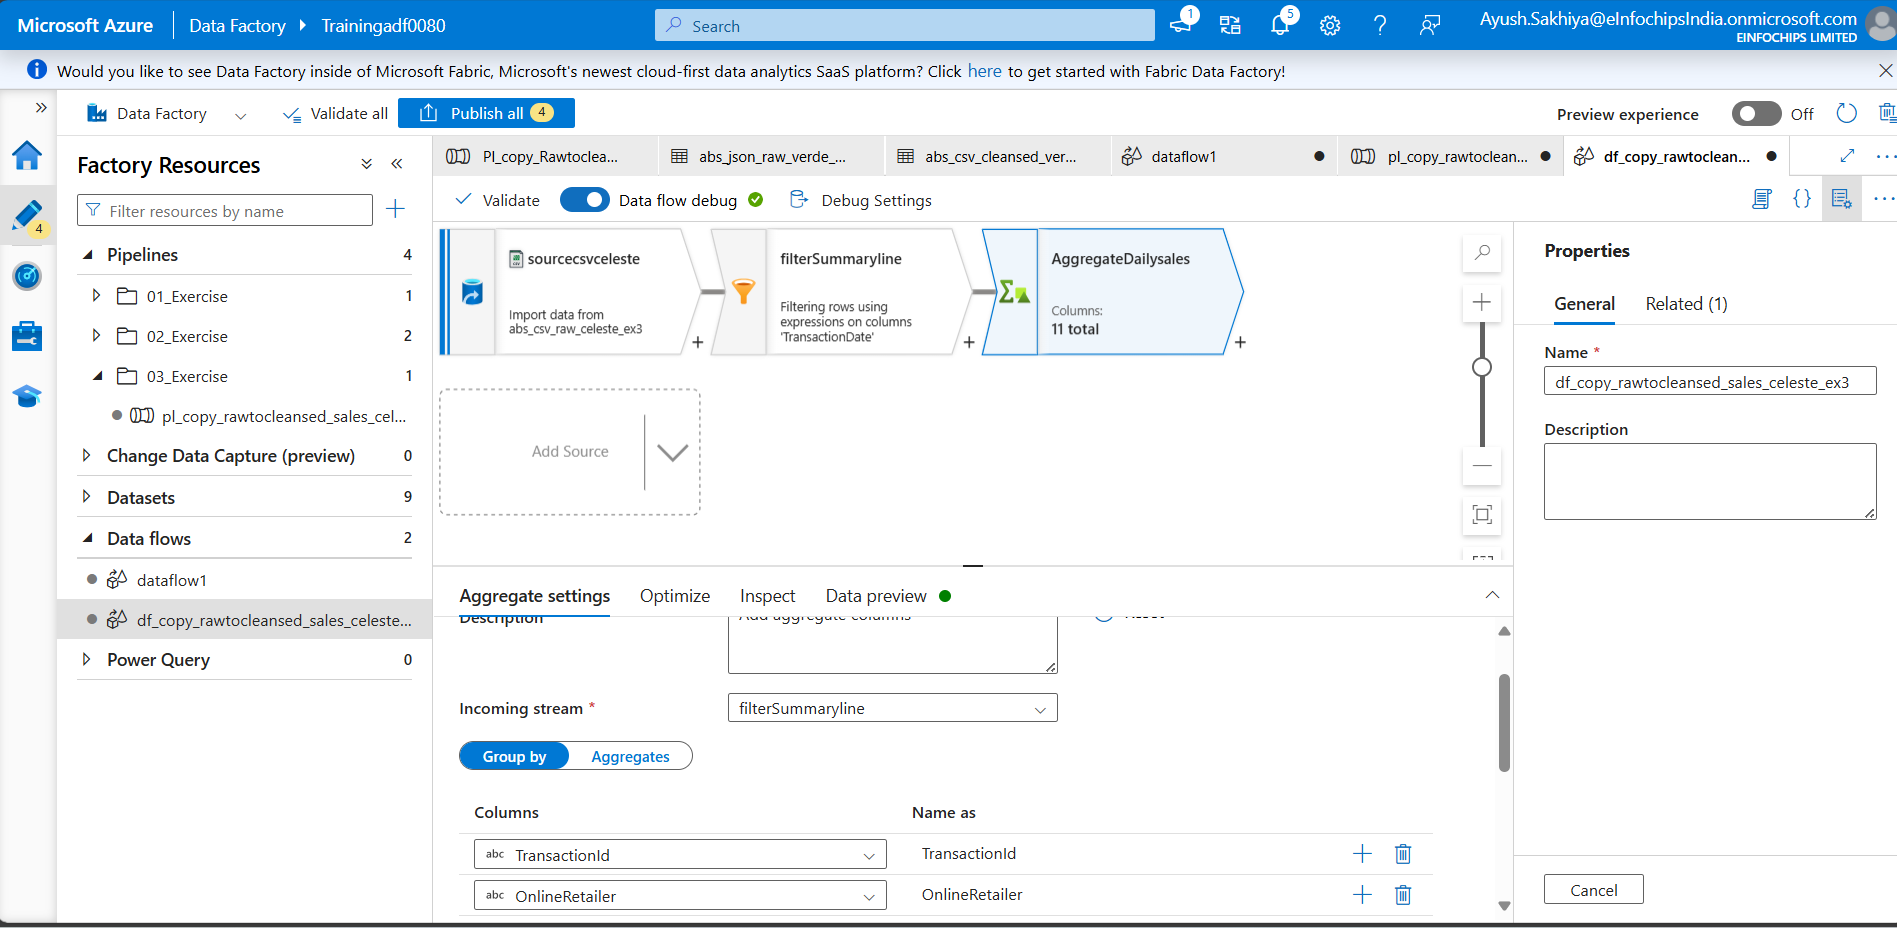 Microsoft Azure
Data Factory
Trainingadf0080
Search
1
5
Ayush.Sakhiya@eInfochipsIndia.onmicrosoft.com
EINFOCHIPS LIMITED
Would you like to see Data Factory inside of Microsoft Fabric, Microsoft's newest cloud-first data analytics SaaS platform? Click here to get started with Fabric Data Factory!
Data Factory
Validate all
Publish all 4
Preview experience
Off
4
Factory Resources
Filter resources by name
Pipelines 4
01_Exercise 1
02_Exercise 2
03_Exercise 1
pl_copy_rawtocleansed_sales_cel...
Change Data Capture (preview) 0
Datasets 9
Data flows 2
dataflow1
df_copy_rawtocleansed_sales_celeste...
Power Query 0
Pl_copy_Rawtoclea...
abs_json_raw_verde_...
abs_csv_cleansed_ver...
dataflow1
pl_copy_rawtoclean...
df_copy_rawtoclean...
Validate
Data flow debug
Debug Settings
sourcecsvceleste
Import data from
abs_csv_raw_celeste_ex3
filterSummaryline
Filtering rows using
expressions on columns
'TransactionDate'
AggregateDailysales
Columns:
11 total
Add Source
Aggregate settings
Optimize
Inspect
Data preview
Description
Add aggregate columns
Reset
Incoming stream *
filterSummaryline
Group by
Aggregates
Columns
Name as
abc TransactionId
TransactionId
abc OnlineRetailer
OnlineRetailer
Properties
General
Related (1)
Name *
df_copy_rawtocleansed_sales_celeste_ex3
Description
Cancel